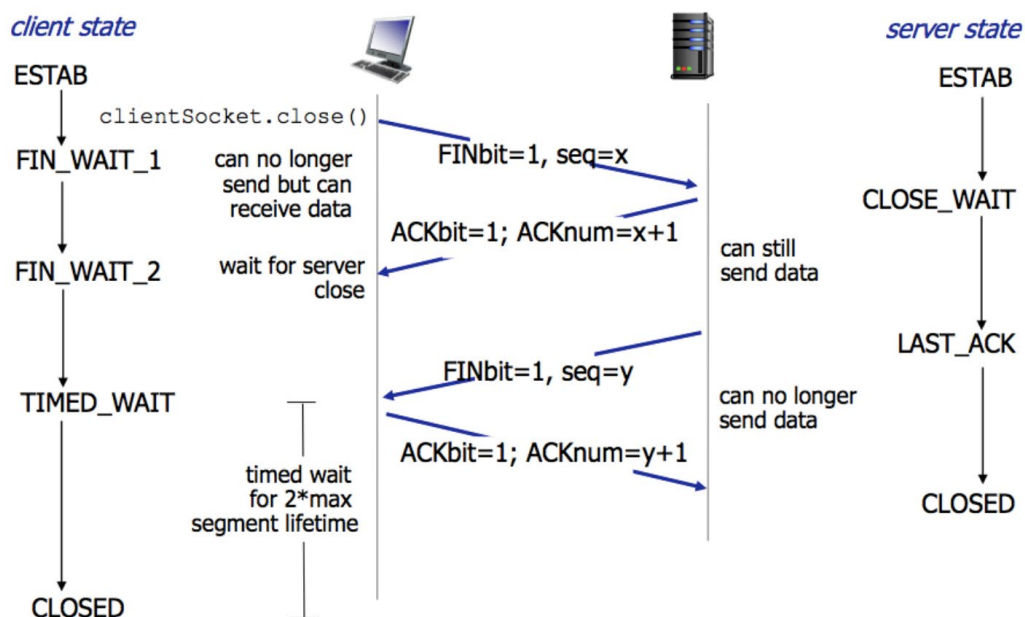 client state
server state
ESTAB
ESTAB
clientSocket.close()
FINbit=1, seq=x
FIN_WAIT_1
can no longer
send but can
receive data
CLOSE_WAIT
ACKbit=1; ACKnum=x+1
can still
send data
FIN_WAIT_2
wait for server
close
LAST_ACK
FINbit=1, seq=y
can no longer
send data
TIMED_WAIT
ACKbit=1; ACKnum=y+1
timed wait
for 2*max
segment lifetime
CLOSED
CLOSED